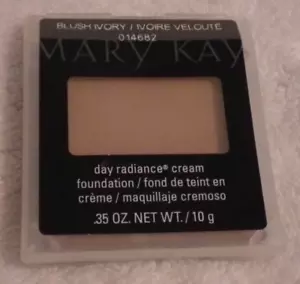 BLUSH IVORY / IVOIRE VELOUTÉ
MARY KAY
014682
day radiance® cream
foundation / fond de teint en
crème / maquillaje cremoso
.35 OZ. NET WT. / 10 g